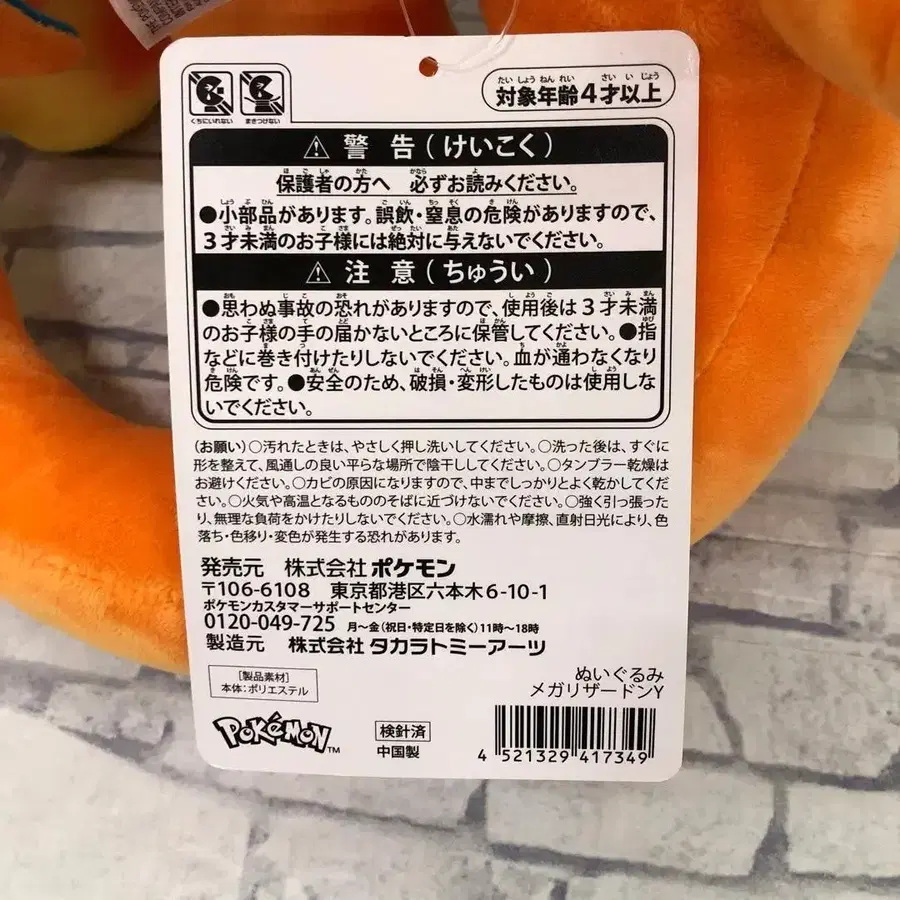 くちにいれない
まきつけない
対象年齢4才以上
⚠ 警告(けいこく)
保護者の方へ 必ずお読みください。
●小部品があります。誤飲・窒息の危険がありますので、
3才未満のお子様には絶対に与えないでください。
⚠ 注意(ちゅうい)
●思わぬ事故の恐れがありますので、使用後は3才未満
のお子様の手の届かないところに保管してください。●指
などに巻き付けたりしないでください。血が通わなくなり
危険です。●安全のため、破損・変形したものは使用しな
いでください。
(お願い)○汚れたときは、やさしく押し洗いしてください。○洗った後は、すぐに
形を整えて、風通しの良い平らな場所で陰干ししてください。○タンブラー乾燥は
お避けください。○カビの原因になりますので、中までしっかりとよく乾かしてくだ
さい。○火気や高温となるもののそばに近づけないでください。○強く引っ張った
り、無理な負荷をかけたりしないでください。○水濡れや摩擦、直射日光により、色
落ち・色移り・変色が発生する恐れがあります。
発売元 株式会社ポケモン
〒106-6108 東京都港区六本木6-10-1
ポケモンカスタマーサポートセンター
0120-049-725 月〜金(祝日・特定日を除く)11時〜18時
製造元 株式会社タカラトミーアーツ
[製品素材]
本体:ポリエステル
ぬいぐるみ
メガリザードンY
POKéMON™
検針済
中国製
4 521329 417349